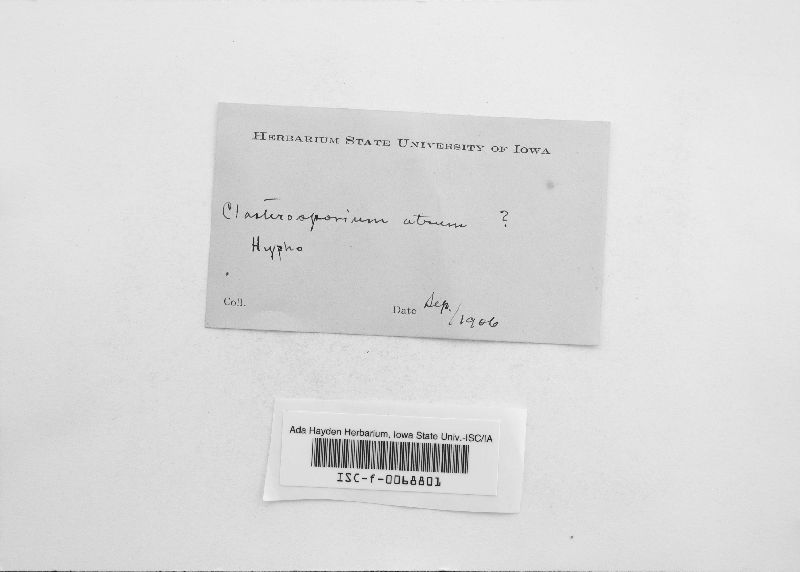 HERBARIUM STATE UNIVERSITY OF IOWA
Clasterosporium atrum ?
Hypho
Coll.
Date Sep./1906
Ada Hayden Herbarium, Iowa State Univ.-ISC/IA
ISC-f-0068801